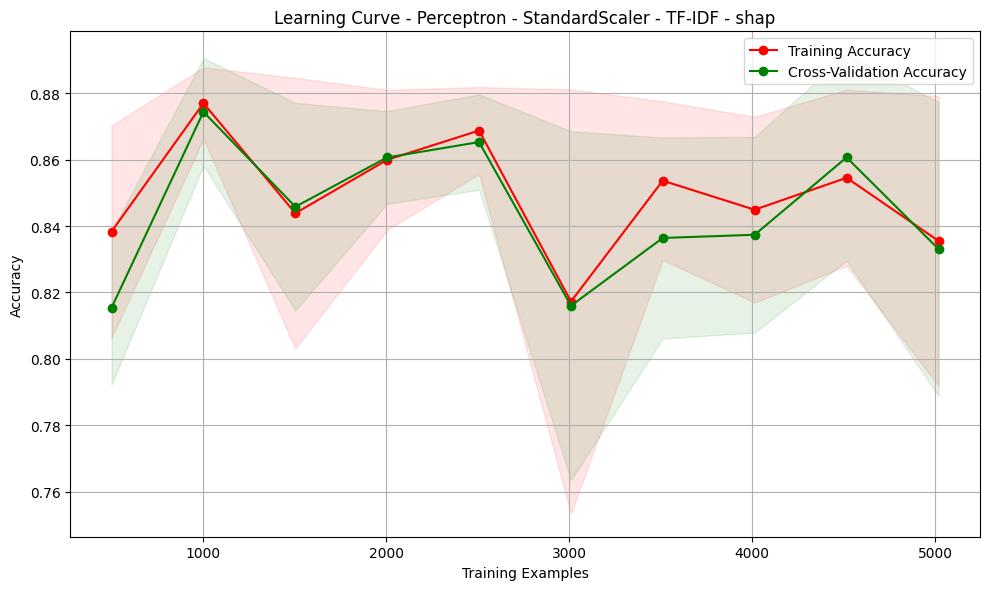 Learning Curve - Perceptron - StandardScaler - TF-IDF - shap
Training Accuracy
Cross-Validation Accuracy
0.88
0.86
0.84
0.82
0.80
0.78
0.76
Accuracy
1000
2000
3000
4000
5000
Training Examples